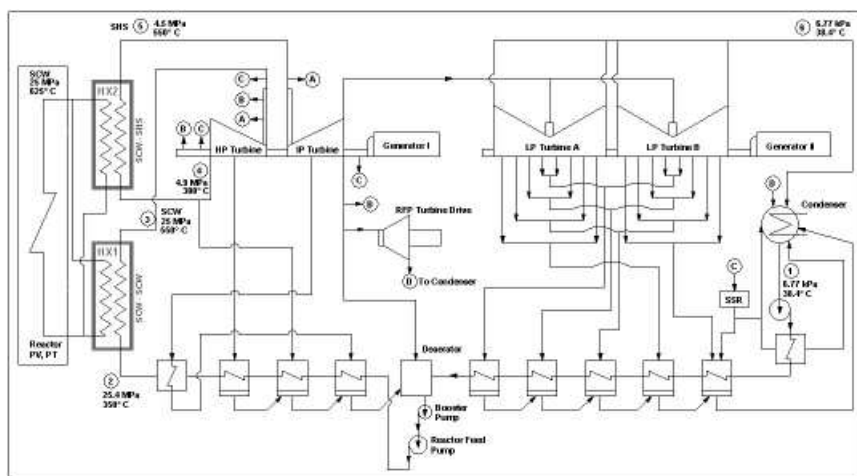 SHS 5 4.5 MPa
550° C
6 6.77 kPa
38.4° C
SCW
25 MPa
625° C
HX2
SCW - SHS
C
A
B
A
B C
HP Turbine
IP Turbine
Generator I
LP Turbine A
LP Turbine B
Generator II
4
4.9 MPa
C
B
RFP Turbine Drive
B
Condenser
3
SCW
25 MPa
550° C
HX1
SCW - SCW
D To Condenser
C
SSR
1
6.77 kPa
38.4° C
Reactor
PV, PT
Deaerator
2
25.4 MPa
350° C
Booster
Pump
Reactor Feed
Pump